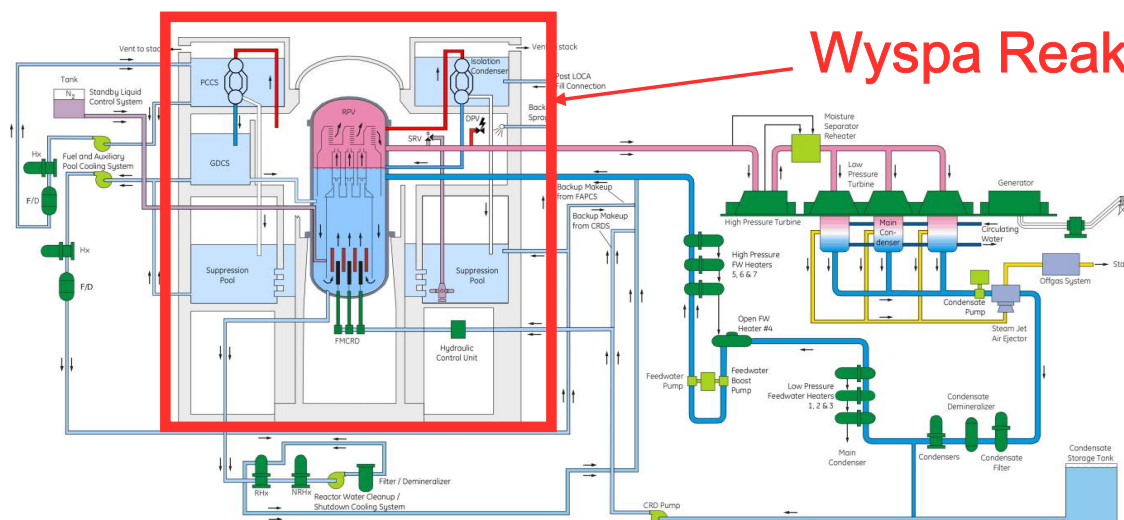 Wyspa Reak
Vent to stack
Vent to stack
Tank
N2
Standby Liquid
Control System
PCCS
Isolation
Condenser
Post LOCA
Fill Connection
RPV
DPV
SRV
Hx
Fuel and Auxiliary
Pool Cooling System
F/D
GDCS
Moisture
Separator
Reheater
Low
Pressure
Turbine
Generator
High Pressure Turbine
Main
Con-
denser
Circulating
Water
Backup Makeup
from FAPCS
Backup Makeup
from CRDS
Hx
F/D
Suppression
Pool
Suppression
Pool
High Pressure
FW Heaters
5, 6 & 7
Offgas System
Condensate
Pump
Steam Jet
Air Ejector
Open FW
Heater #4
FMCRD
Hydraulic
Control Unit
Feedwater
Pump
Feedwater
Boost
Pump
Low Pressure
Feedwater Heaters
1, 2 & 3
Condensate
Demineralizer
Main
Condenser
Condensers
Condensate
Filter
Condensate
Storage Tank
RHx
NRHx
Filter / Demineralizer
Reactor Water Cleanup /
Shutdown Cooling System
CRD Pump